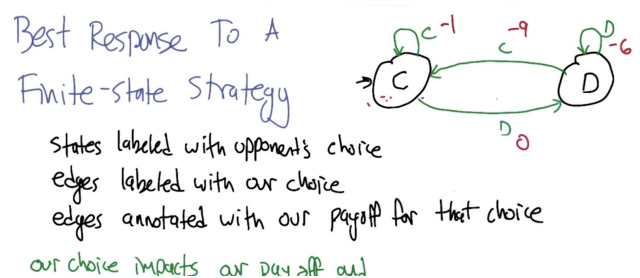 Best Response To A
Finite-state Strategy
C -1
C -9
D -6
C
D
D 0
states labeled with opponent's choice
edges labeled with our choice
edges annotated with our payoff for that choice
our choice impacts our payoff and